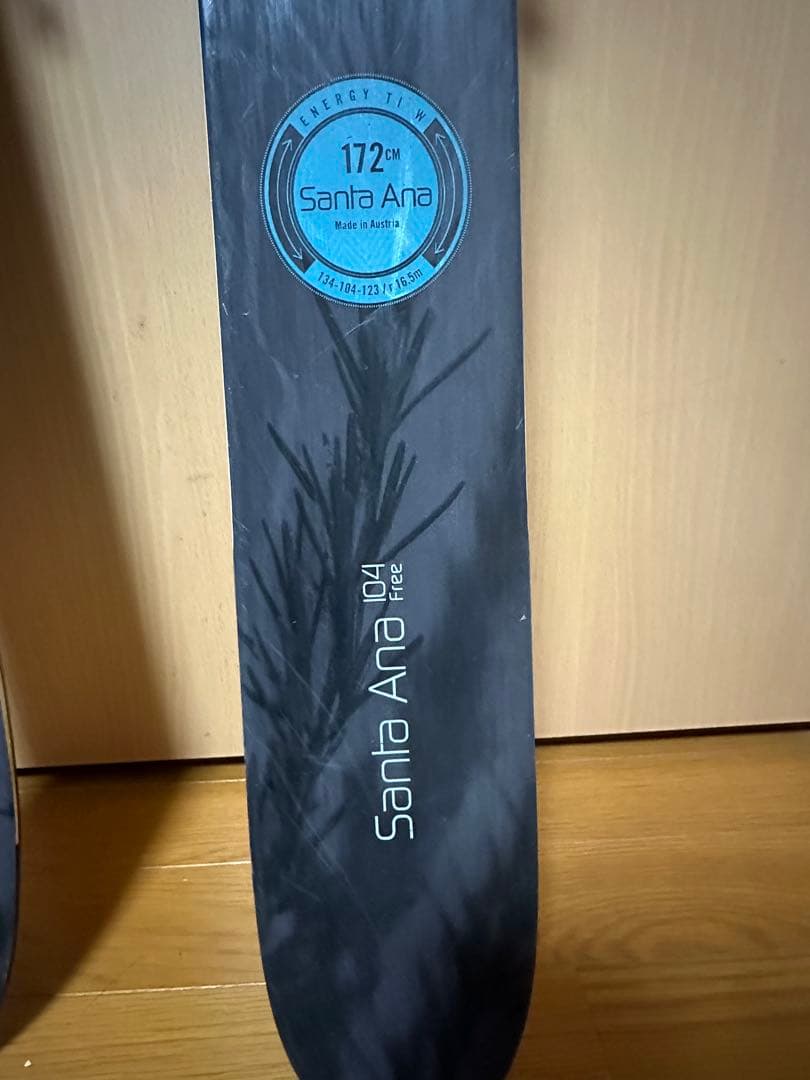 ENERGY TI W
172CM
Santa Ana
Made in Austria
134-104-123 / r 16.5m
Santa Ana 104
Free